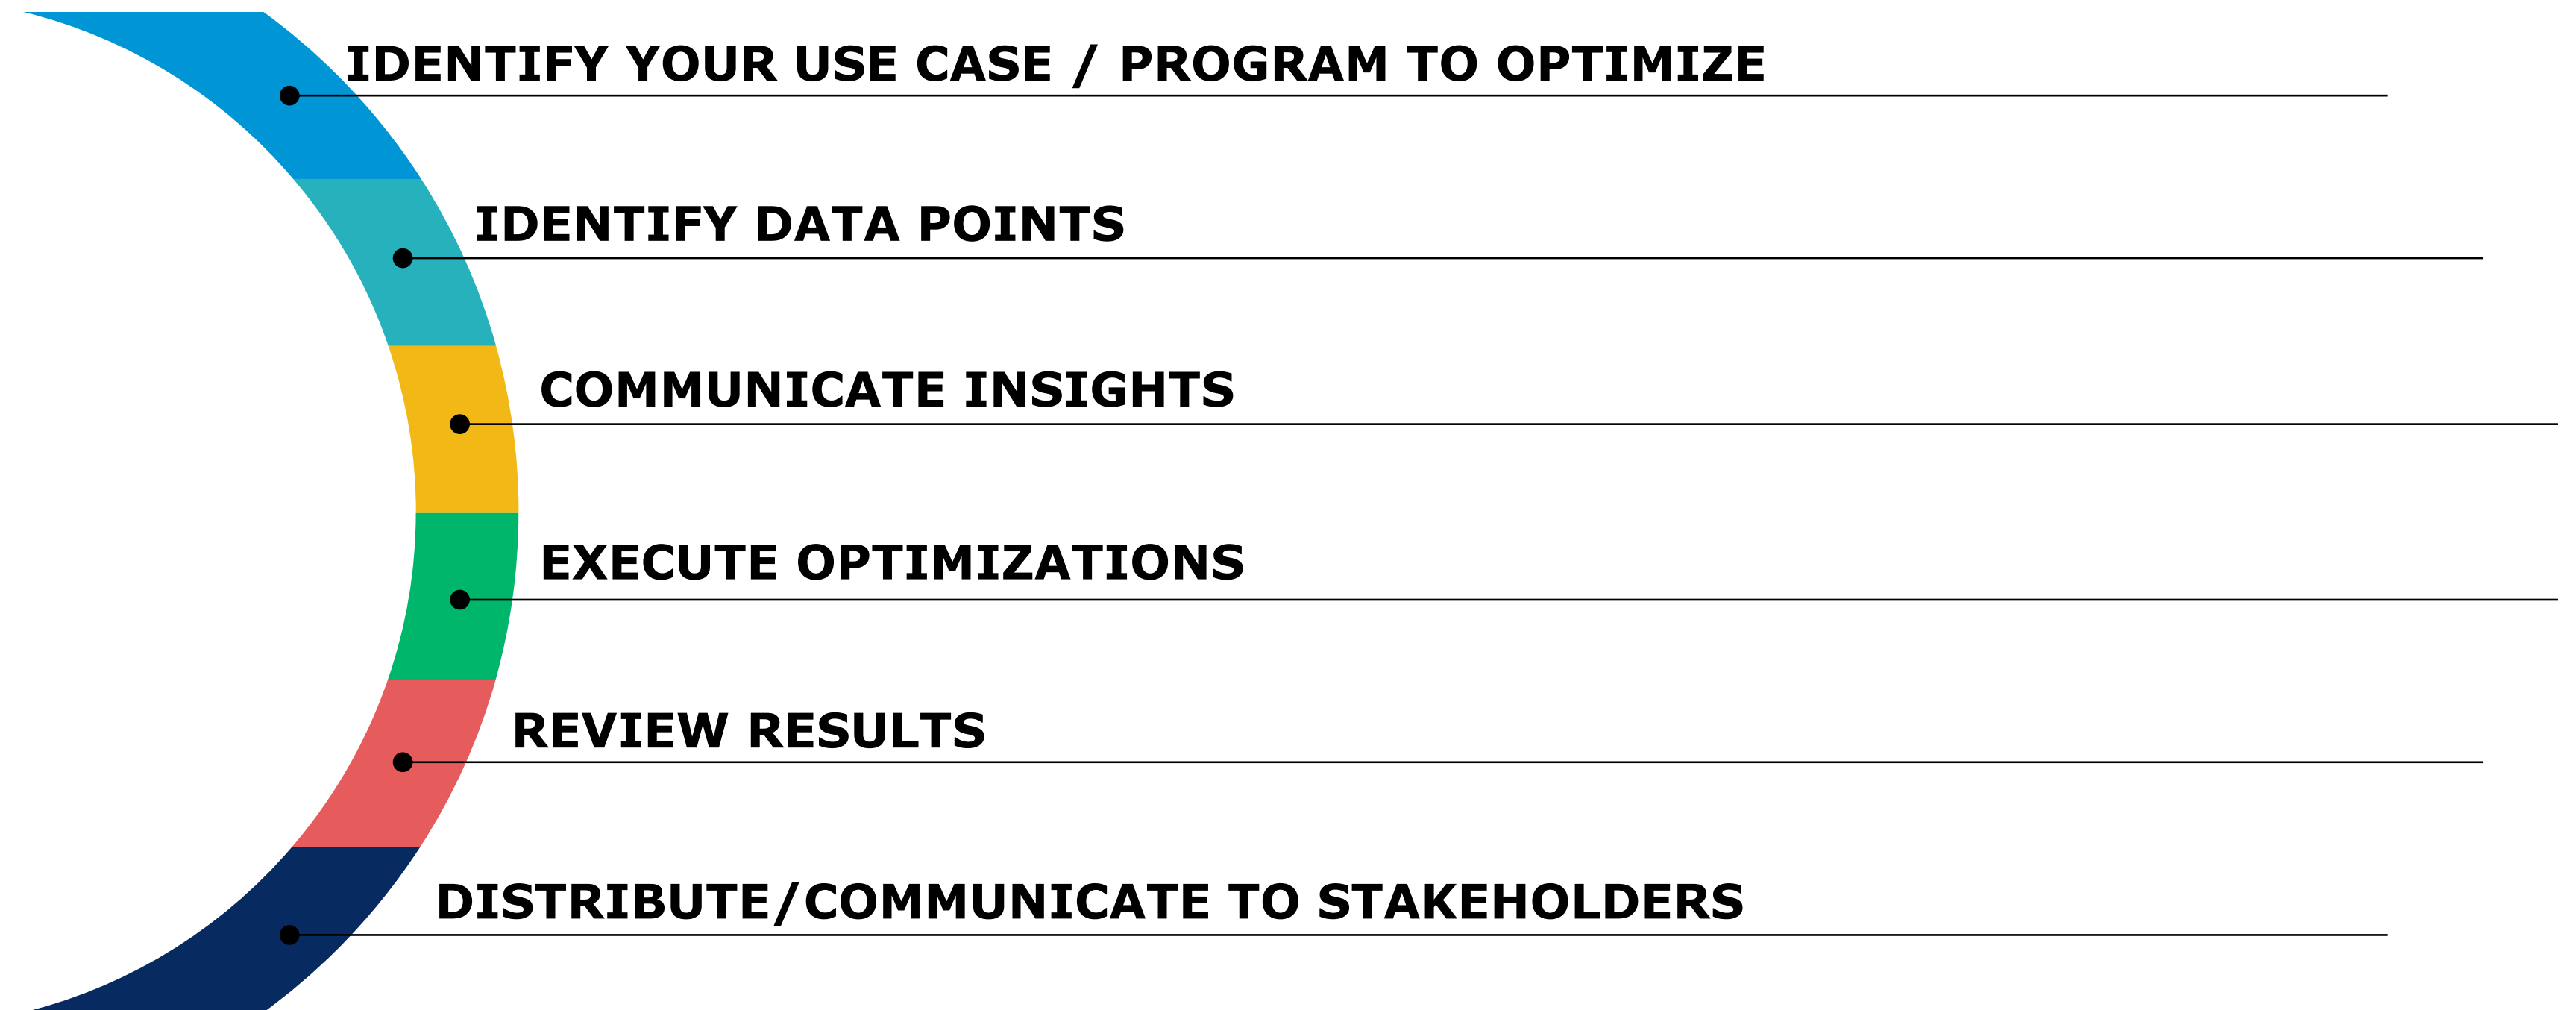 IDENTIFY YOUR USE CASE / PROGRAM TO OPTIMIZE
IDENTIFY DATA POINTS
COMMUNICATE INSIGHTS
EXECUTE OPTIMIZATIONS
REVIEW RESULTS
DISTRIBUTE/COMMUNICATE TO STAKEHOLDERS